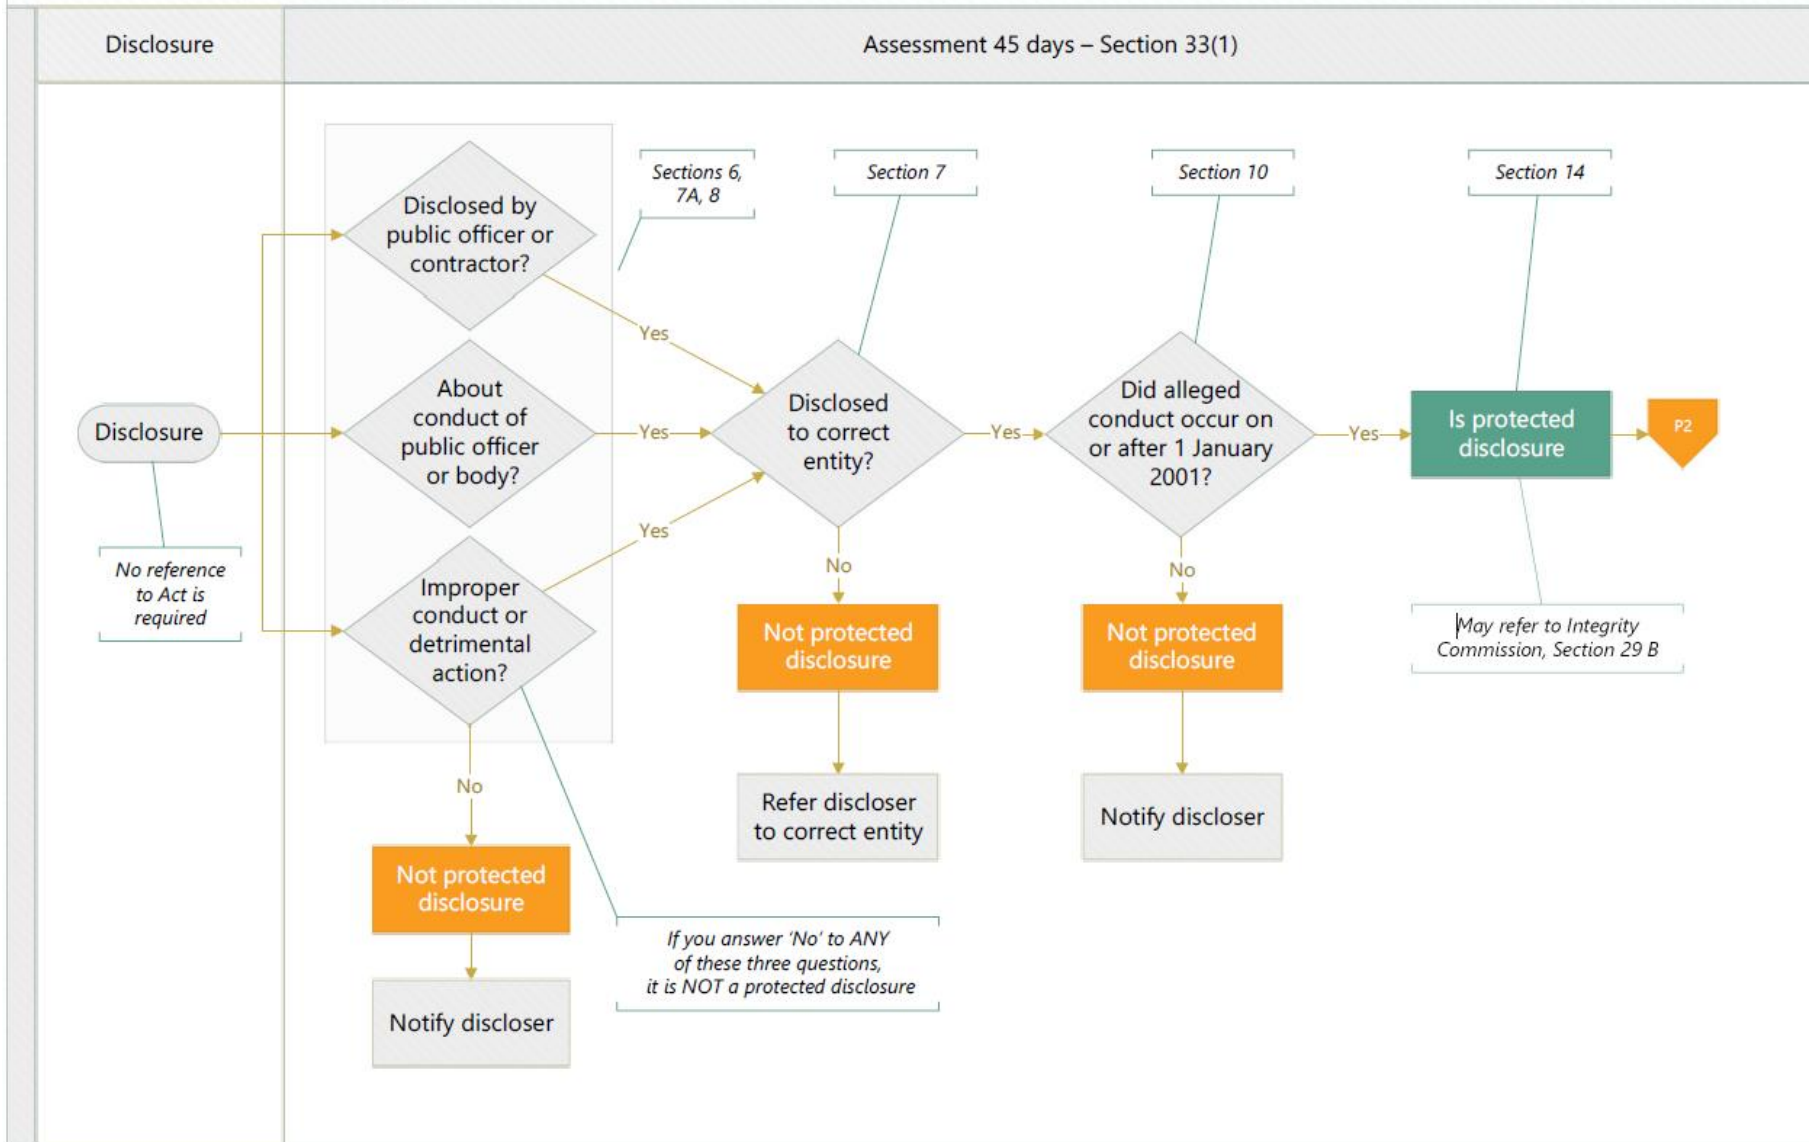 Disclosure
Assessment 45 days – Section 33(1)
Disclosed by
public officer or
contractor?
Sections 6,
7A, 8
Section 7
Section 10
Section 14
Yes
About
conduct of
public officer
or body?
Disclosure
Yes
Disclosed
to correct
entity?
Yes
Did alleged
conduct occur on
or after 1 January
2001?
Yes
Is protected
disclosure
P2
Yes
No reference
to Act is
required
Improper
conduct or
detrimental
action?
No
Not protected
disclosure
Refer discloser
to correct entity
No
Not protected
disclosure
Notify discloser
May refer to Integrity
Commission, Section 29 B
No
Not protected
disclosure
Notify discloser
If you answer ‘No’ to ANY
of these three questions,
it is NOT a protected disclosure